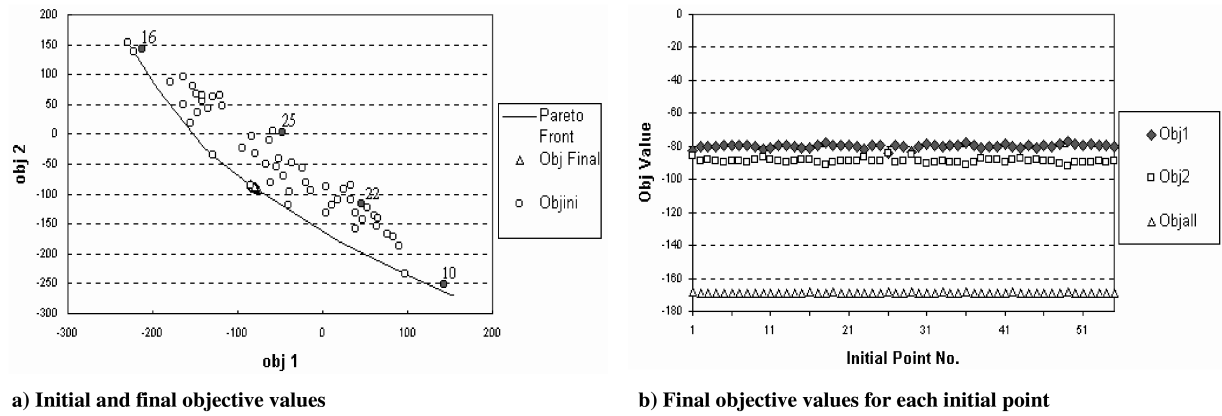 200
150
100
50
0
-50
-100
-150
-200
-250
-300
obj 2
-300
-200
-100
0
100
200
obj 1
16
25
22
10
Pareto
Front
Obj Final
Objini
a) Initial and final objective values
0
-20
-40
-60
-80
-100
-120
-140
-160
-180
Obj Value
1
11
21
31
41
51
Initial Point No.
Obj1
Obj2
Objall
b) Final objective values for each initial point